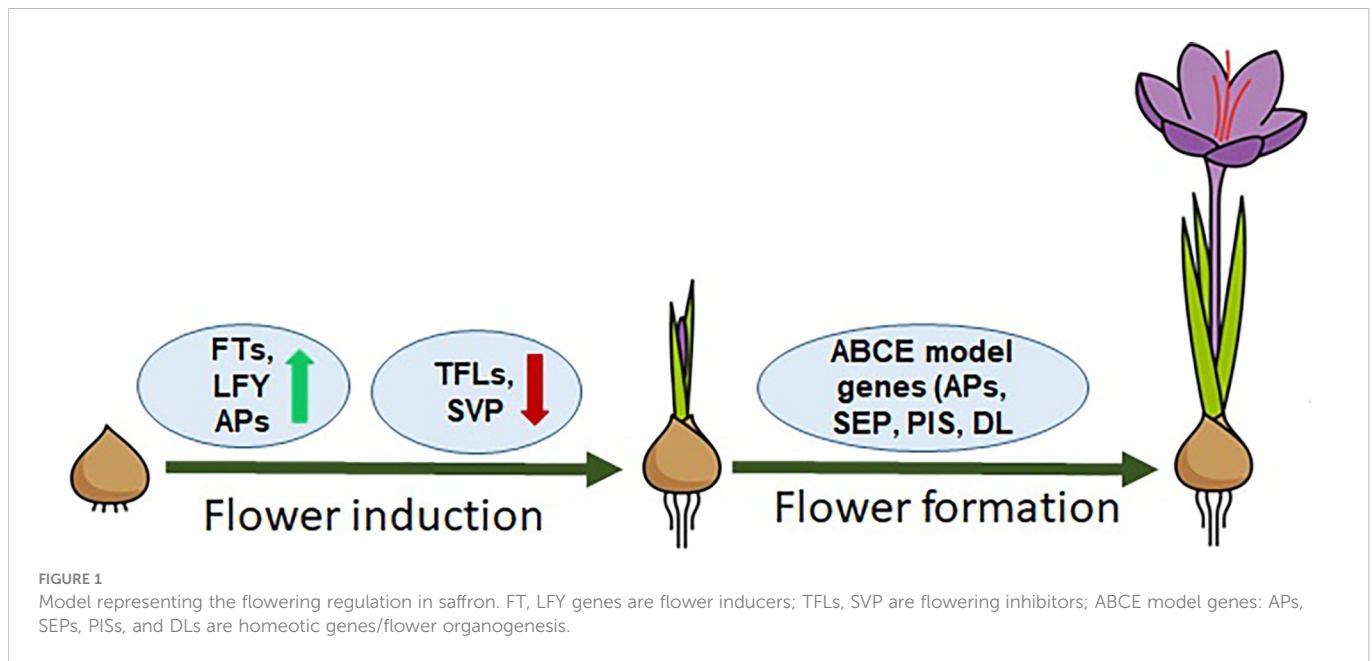 FTs,
LFY
APs
TFLs,
SVP
ABCE model
genes (APs,
SEP, PIS, DL
Flower induction
Flower formation
FIGURE 1
Model representing the flowering regulation in saffron. FT, LFY genes are flower inducers; TFLs, SVP are flowering inhibitors; ABCE model genes: APs,
SEPs, PISs, and DLs are homeotic genes/flower organogenesis.